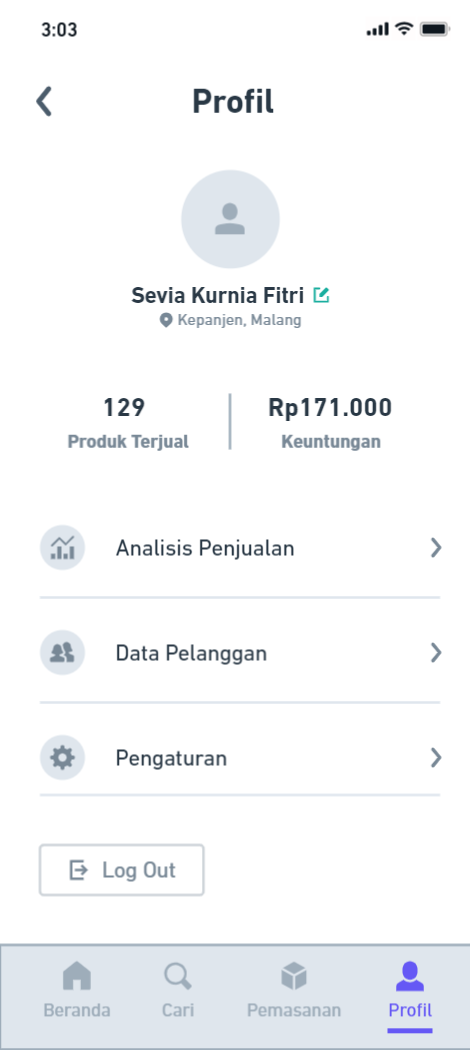 3:03
Profil
Sevia Kurnia Fitri
Kepanjen, Malang
129
Rp171.000
Produk Terjual
Keuntungan
Analisis Penjualan
Data Pelanggan
Pengaturan
Log Out
Beranda Cari Pemasanan Profil